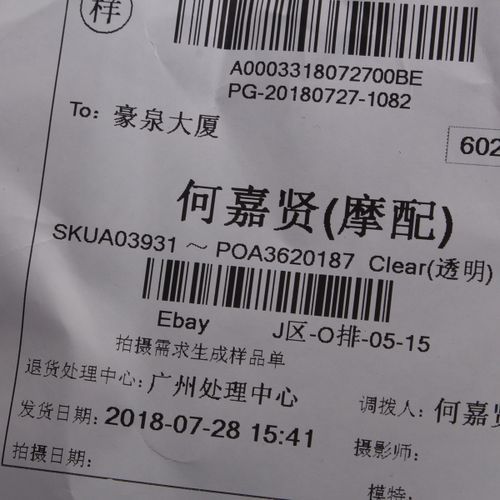 样
A0003318072700BE
PG-20180727-1082
To: 豪泉大厦
602
何嘉贤(摩配)
SKUA03931 ~ POA3620187 Clear(透明)
Ebay J区-O排-05-15
拍摄需求生成样品单
退货处理中心: 广州处理中心
调拨人: 何嘉贤
发货日期: 2018-07-28 15:41
摄影师:
拍摄日期:
模特: